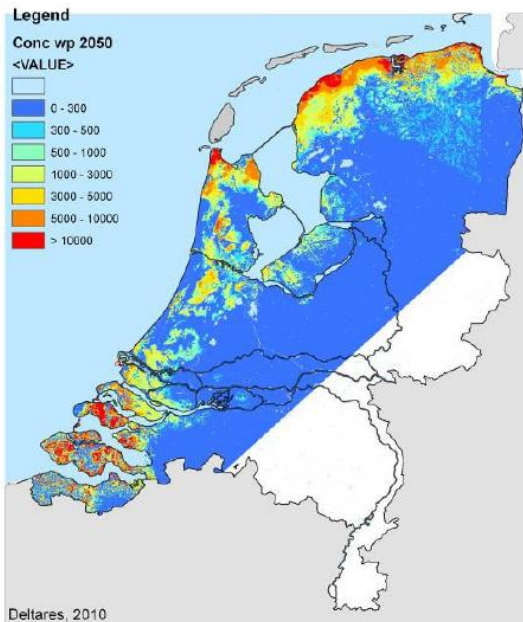 Legend
Conc wp 2050
<VALUE>
0 - 300
300 - 500
500 - 1000
1000 - 3000
3000 - 5000
5000 - 10000
> 10000
Deltares, 2010